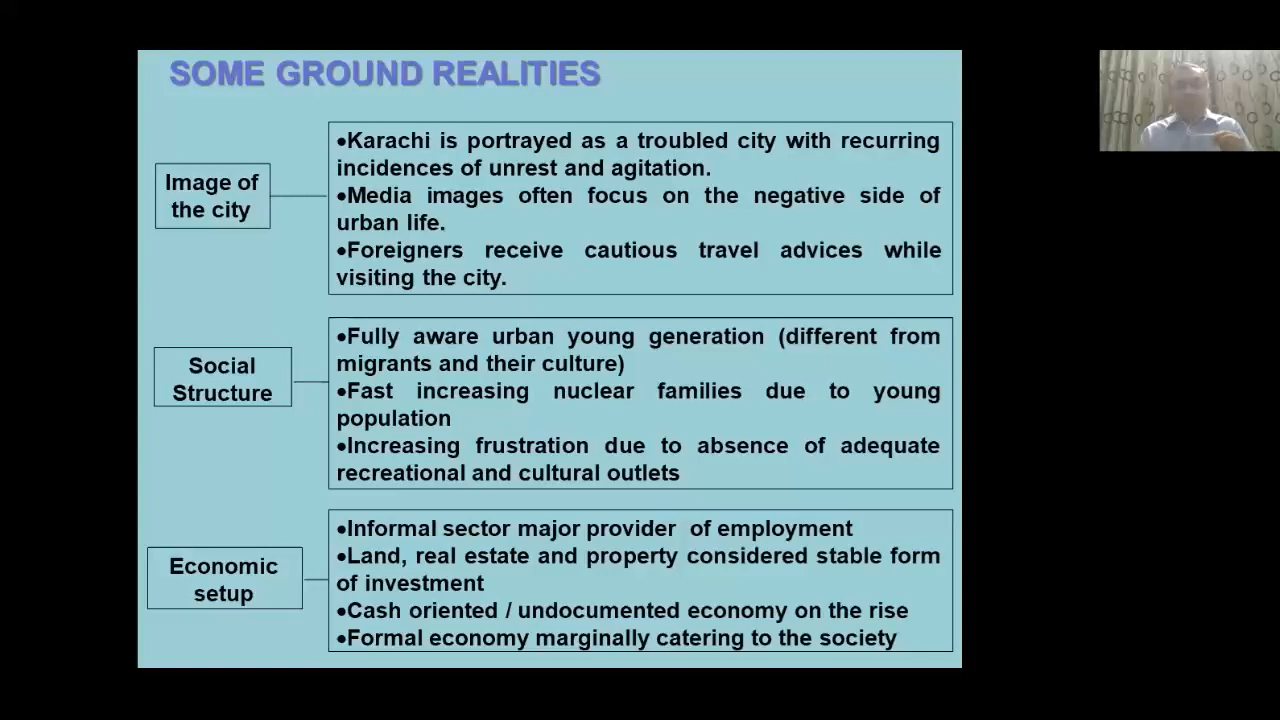 SOME GROUND REALITIES
Image of
the city
•Karachi is portrayed as a troubled city with recurring
incidences of unrest and agitation.
•Media images often focus on the negative side of
urban life.
•Foreigners receive cautious travel advices while
visiting the city.
Social
Structure
•Fully aware urban young generation (different from
migrants and their culture)
•Fast increasing nuclear families due to young
population
•Increasing frustration due to absence of adequate
recreational and cultural outlets
Economic
setup
•Informal sector major provider  of employment
•Land, real estate and property considered stable form
of investment
•Cash oriented / undocumented economy on the rise
•Formal economy marginally catering to the society